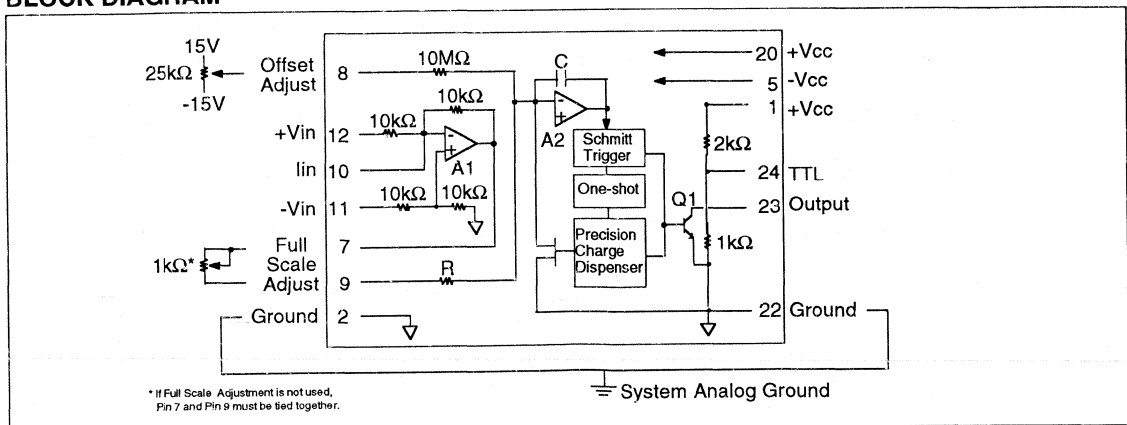 BLOCK DIAGRAM
15V
25kΩ
-15V
Offset
Adjust
8
10MΩ
10kΩ
+Vin
12
10kΩ
Iin
10
A1
-Vin
11
10kΩ
10kΩ
Full
Scale
Adjust
7
1kΩ*
9
R
Ground
2
C
A2
Schmitt
Trigger
One-shot
Precision
Charge
Dispenser
Q1
20 +Vcc
5 -Vcc
1 +Vcc
2kΩ
24 TTL
23 Output
1kΩ
22 Ground
System Analog Ground
* If Full Scale Adjustment is not used,
Pin 7 and Pin 9 must be tied together.